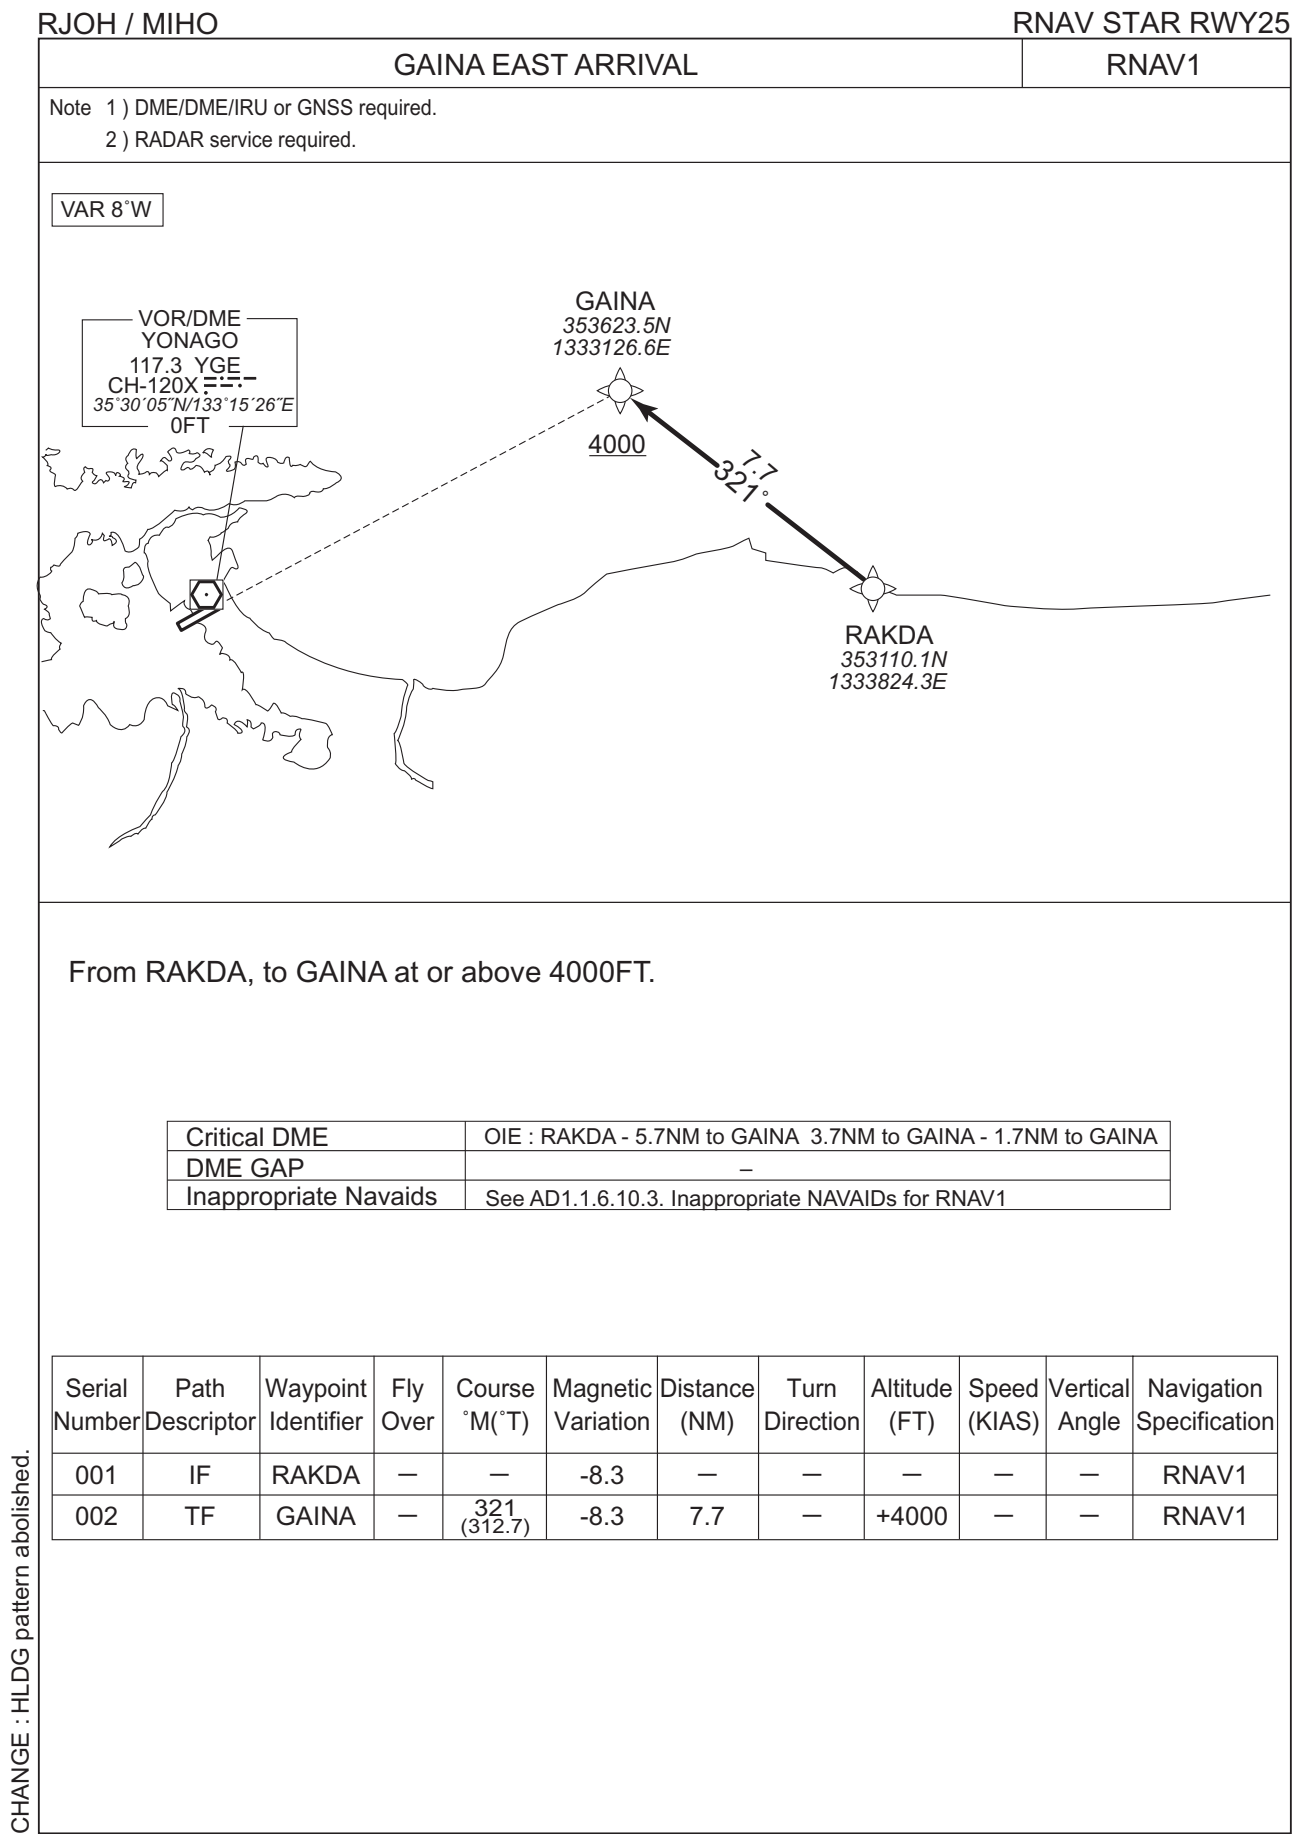 RJOH / MIHO
RNAV STAR RWY25
GAINA EAST ARRIVAL
RNAV1
Note 1 ) DME/DME/IRU or GNSS required.
2 ) RADAR service required.
VAR 8˚W
GAINA
353623.5N
1333126.6E
4000
VOR/DME
YONAGO
117.3 YGE
CH-120X
35˚30´05˝N/133˚15´26˝E
0FT
7.7
321˚
RAKDA
353110.1N
1333824.3E
From RAKDA, to GAINA at or above 4000FT.
Critical DME OIE : RAKDA - 5.7NM to GAINA 3.7NM to GAINA - 1.7NM to GAINA
DME GAP –
Inappropriate Navaids See AD1.1.6.10.3. Inappropriate NAVAIDs for RNAV1
Serial Path Waypoint Fly Course Magnetic Distance Turn Altitude Speed Vertical Navigation
Number Descriptor Identifier Over ˚M(˚T) Variation (NM) Direction (FT) (KIAS) Angle Specification
001 IF RAKDA — — -8.3 — — — — — RNAV1
002 TF GAINA — 321 (312.7) -8.3 7.7 — +4000 — — RNAV1
CHANGE : HLDG pattern abolished.